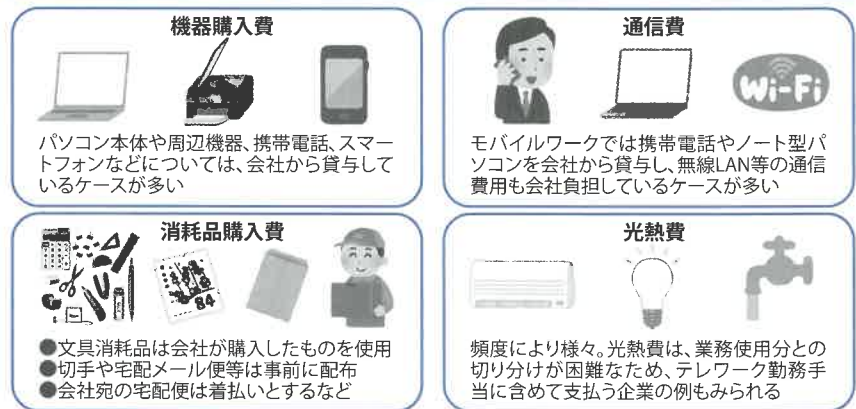 機器購入費
パソコン本体や周辺機器、携帯電話、スマー
トフォンなどについては、会社から貸与して
いるケースが多い
通信費
Wi-Fi
モバイルワークでは携帯電話やノート型パ
ソコンを会社から貸与し、無線LAN等の通信
費用も会社負担しているケースが多い
消耗品購入費
84
●文具消耗品は会社が購入したものを使用
●切手や宅配メール便等は事前に配布
●会社宛の宅配便は着払いとするなど
光熱費
頻度により様々。光熱費は、業務使用分との
切り分けが困難なため、テレワーク勤務手
当に含めて支払う企業の例もみられる